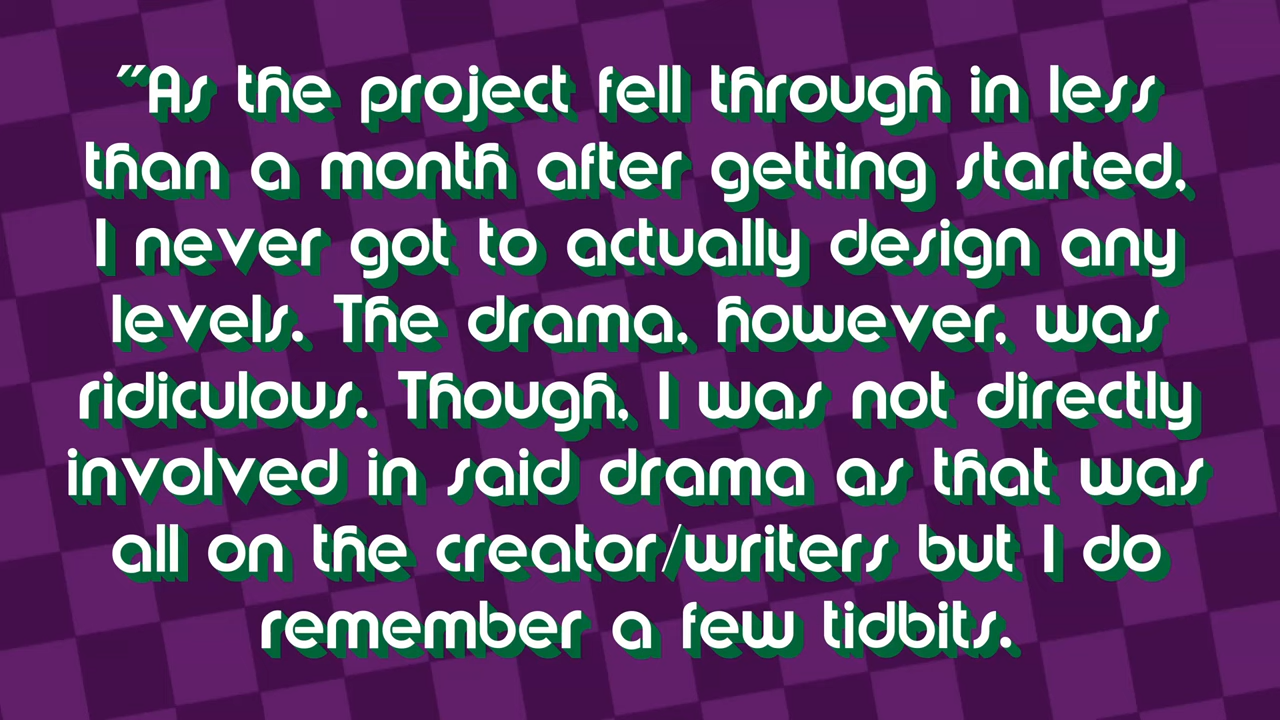 "As the project fell through in less
than a month after getting started,
I never got to actually design any
levels. The drama, however, was
ridiculous. Though, I was not directly
involved in said drama as that was
all on the creator/writers but I do
remember a few tidbits.